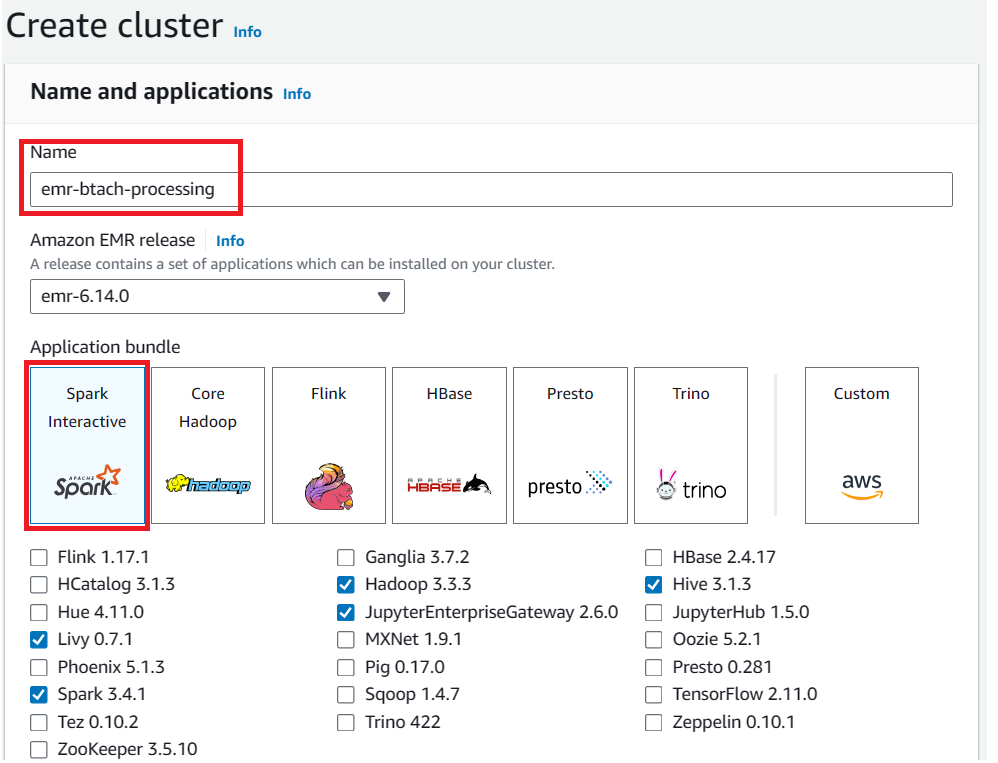 Create cluster Info
Name and applications Info
Name
emr-btach-processing
Amazon EMR release Info
A release contains a set of applications which can be installed on your cluster.
emr-6.14.0
Application bundle
Spark Interactive
APACHE Spark
Core Hadoop
hadoop
Flink
HBase
APACHE HBASE
Presto
presto
Trino
trino
Custom
aws
Flink 1.17.1 Ganglia 3.7.2 HBase 2.4.17
HCatalog 3.1.3 Hadoop 3.3.3 Hive 3.1.3
Hue 4.11.0 JupyterEnterpriseGateway 2.6.0 JupyterHub 1.5.0
Livy 0.7.1 MXNet 1.9.1 Oozie 5.2.1
Phoenix 5.1.3 Pig 0.17.0 Presto 0.281
Spark 3.4.1 Sqoop 1.4.7 TensorFlow 2.11.0
Tez 0.10.2 Trino 422 Zeppelin 0.10.1
ZooKeeper 3.5.10